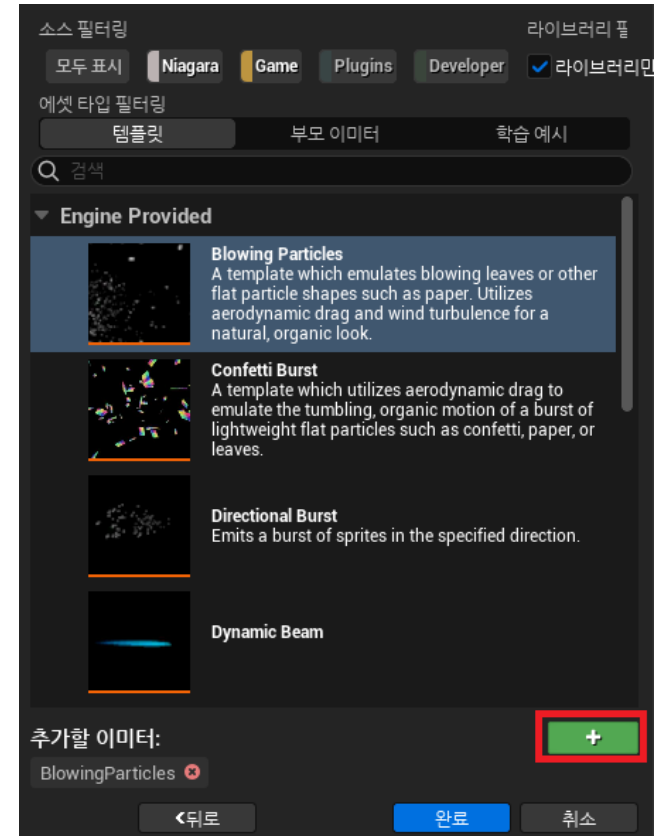 소스 필터링
라이브러리 필
모두 표시 Niagara Game Plugins Developer 라이브러리만
에셋 타입 필터링
템플릿 부모 이미터 학습 예시
검색
Engine Provided
Blowing Particles
A template which emulates blowing leaves or other
flat particle shapes such as paper. Utilizes
aerodynamic drag and wind turbulence for a
natural, organic look.
Confetti Burst
A template which utilizes aerodynamic drag to
emulate the tumbling, organic motion of a burst of
lightweight flat particles such as confetti, paper, or
leaves.
Directional Burst
Emits a burst of sprites in the specified direction.
Dynamic Beam
추가할 이미터:
+
BlowingParticles
<뒤로 완료 취소